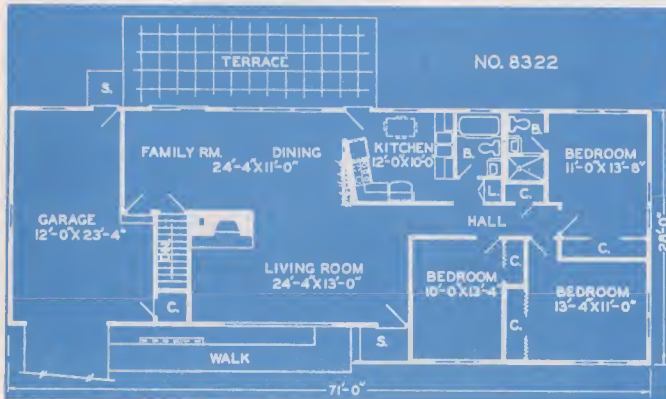 TERRACE
NO. 8322
S.
FAMILY RM.
DINING
24'-4"X11'-0"
KITCHEN
12'-0"X10'-0"
B.
B.
BEDROOM
11'-0"X13'-8"
L.
C.
GARAGE
12'-0"X23'-4"
HALL
C.
28'-0"
LIVING ROOM
24'-4"X13'-0"
BEDROOM
10'-0"X13'-4"
C.
BEDROOM
13'-4"X11'-0"
C.
C.
S.
WALK
71'-0"